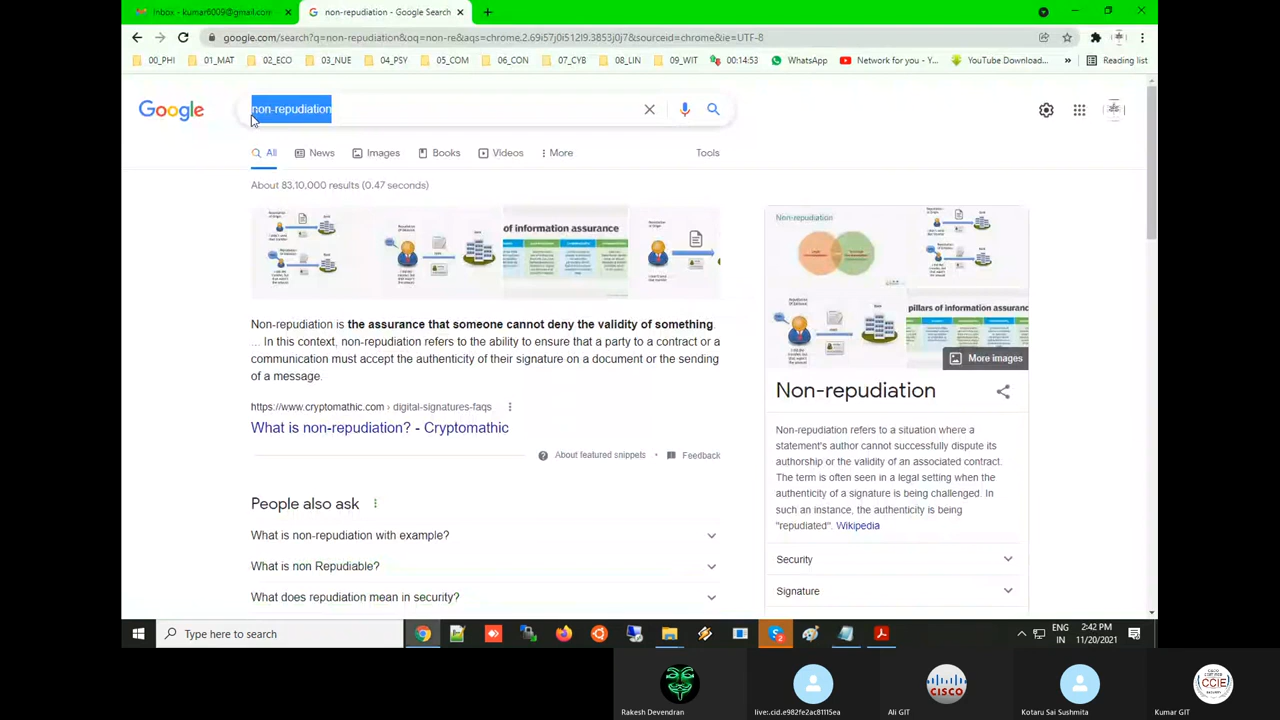 Inbox - kumar6009@gmail.com
non-repudiation - Google Search
google.com/search?q=non-repudiation&oq=non-re&aqs=chrome.2.69i57j0i512l9.3853j0j7&sourceid=chrome&ie=UTF-8
00_PHI 01_MAT 02_ECO 03_NUE 04_PSY 05_COM 06_CON 07_CYB 08_LIN 09_WIT 00:14:53 WhatsApp Network for you - Y... YouTube Download... » Reading list
Google non-repudiation
All News Images Books Videos More Tools
About 83,10,000 results (0.47 seconds)
of information assurance
Non-repudiation is the assurance that someone cannot deny the validity of something
... In this context, non-repudiation refers to the ability to ensure that a party to a contract or a
communication must accept the authenticity of their signature on a document or the sending
of a message.
https://www.cryptomathic.com › digital-signatures-faqs
What is non-repudiation? - Cryptomathic
About featured snippets • Feedback
People also ask
What is non-repudiation with example?
What is non Repudiable?
What does repudiation mean in security?
Non-repudiation
pillars of information assurance
More images
Non-repudiation
Non-repudiation refers to a situation where a
statement's author cannot successfully dispute its
authorship or the validity of an associated contract.
The term is often seen in a legal setting when the
authenticity of a signature is being challenged. In
such an instance, the authenticity is being
"repudiated". Wikipedia
Security
Signature
Type here to search
ENG
IN
2:42 PM
11/20/2021
CISCO
CCIE
Rakesh Devendran
live:.cid.e982fe2ac81115ea
Ali GIT
Kotaru Sai Sushmita
Kumar GIT